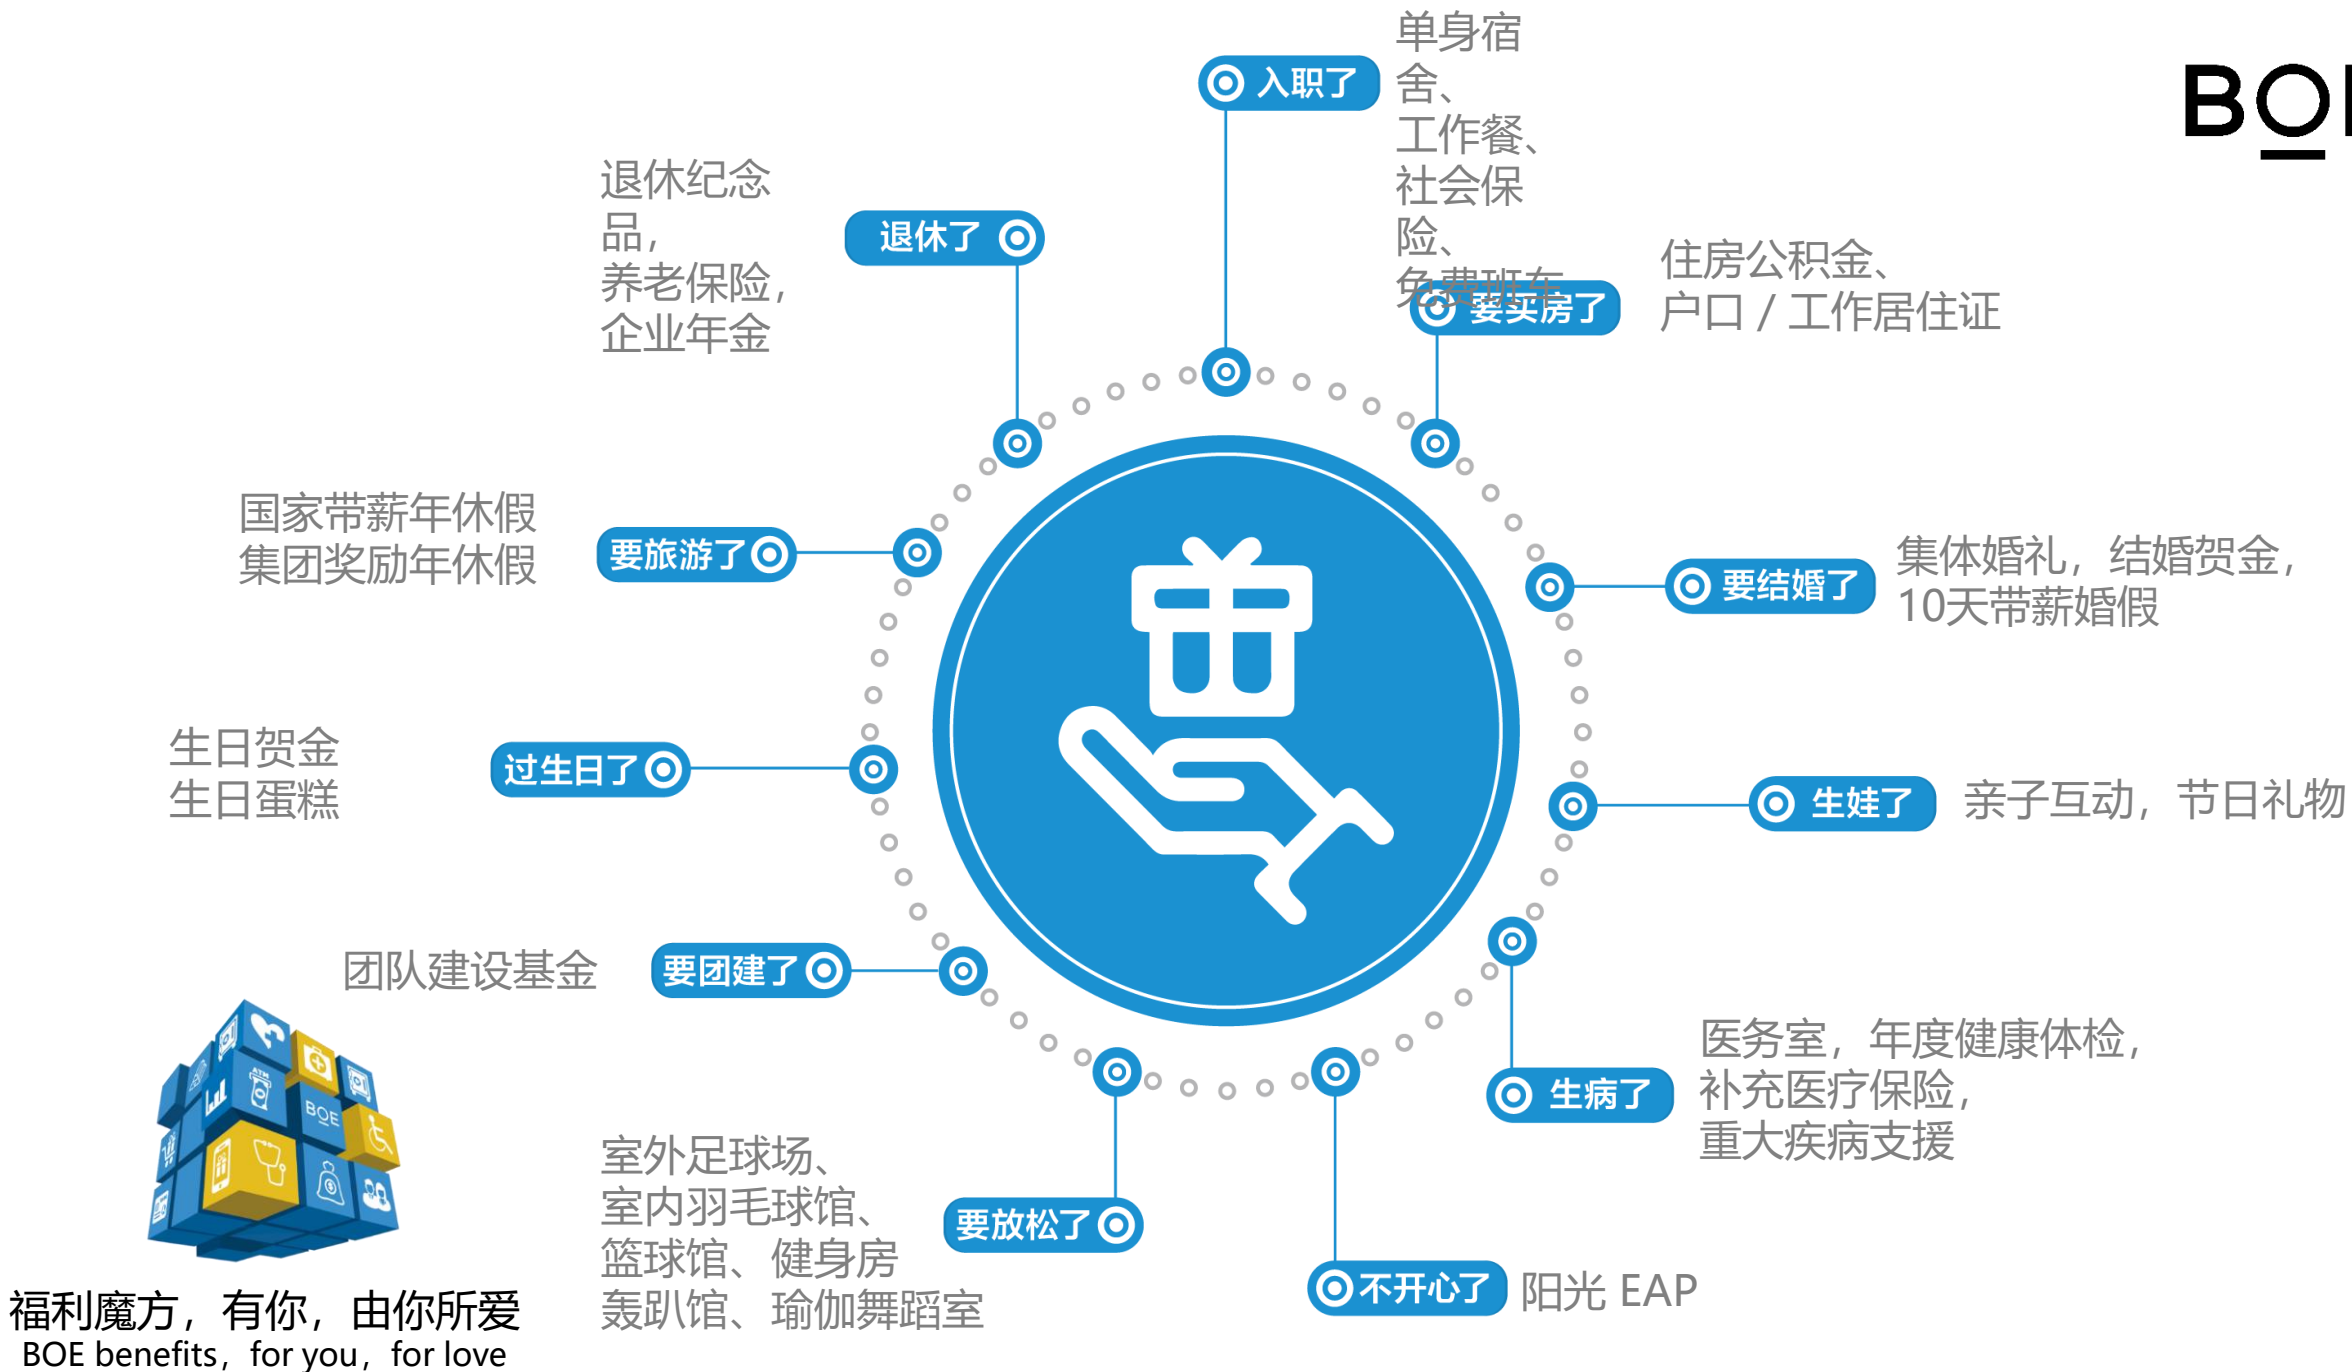 入职了
单身宿
舍、
工作餐、
社会保
险、
免费班车
BO
退休纪念
品，
养老保险，
企业年金
退休了
要买房了
住房公积金、
户口 / 工作居住证
国家带薪年休假
集团奖励年休假
要旅游了
要结婚了
集体婚礼，结婚贺金，
10天带薪婚假
生日贺金
生日蛋糕
过生日了
生娃了
亲子互动，节日礼物
团队建设基金
要团建了
生病了
医务室，年度健康体检，
补充医疗保险，
重大疾病支援
室外足球场、
室内羽毛球馆、
篮球馆、健身房
轰趴馆、瑜伽舞蹈室
要放松了
不开心了
阳光 EAP
ATM
BOE
福利魔方，有你，由你所爱
BOE benefits，for you，for love